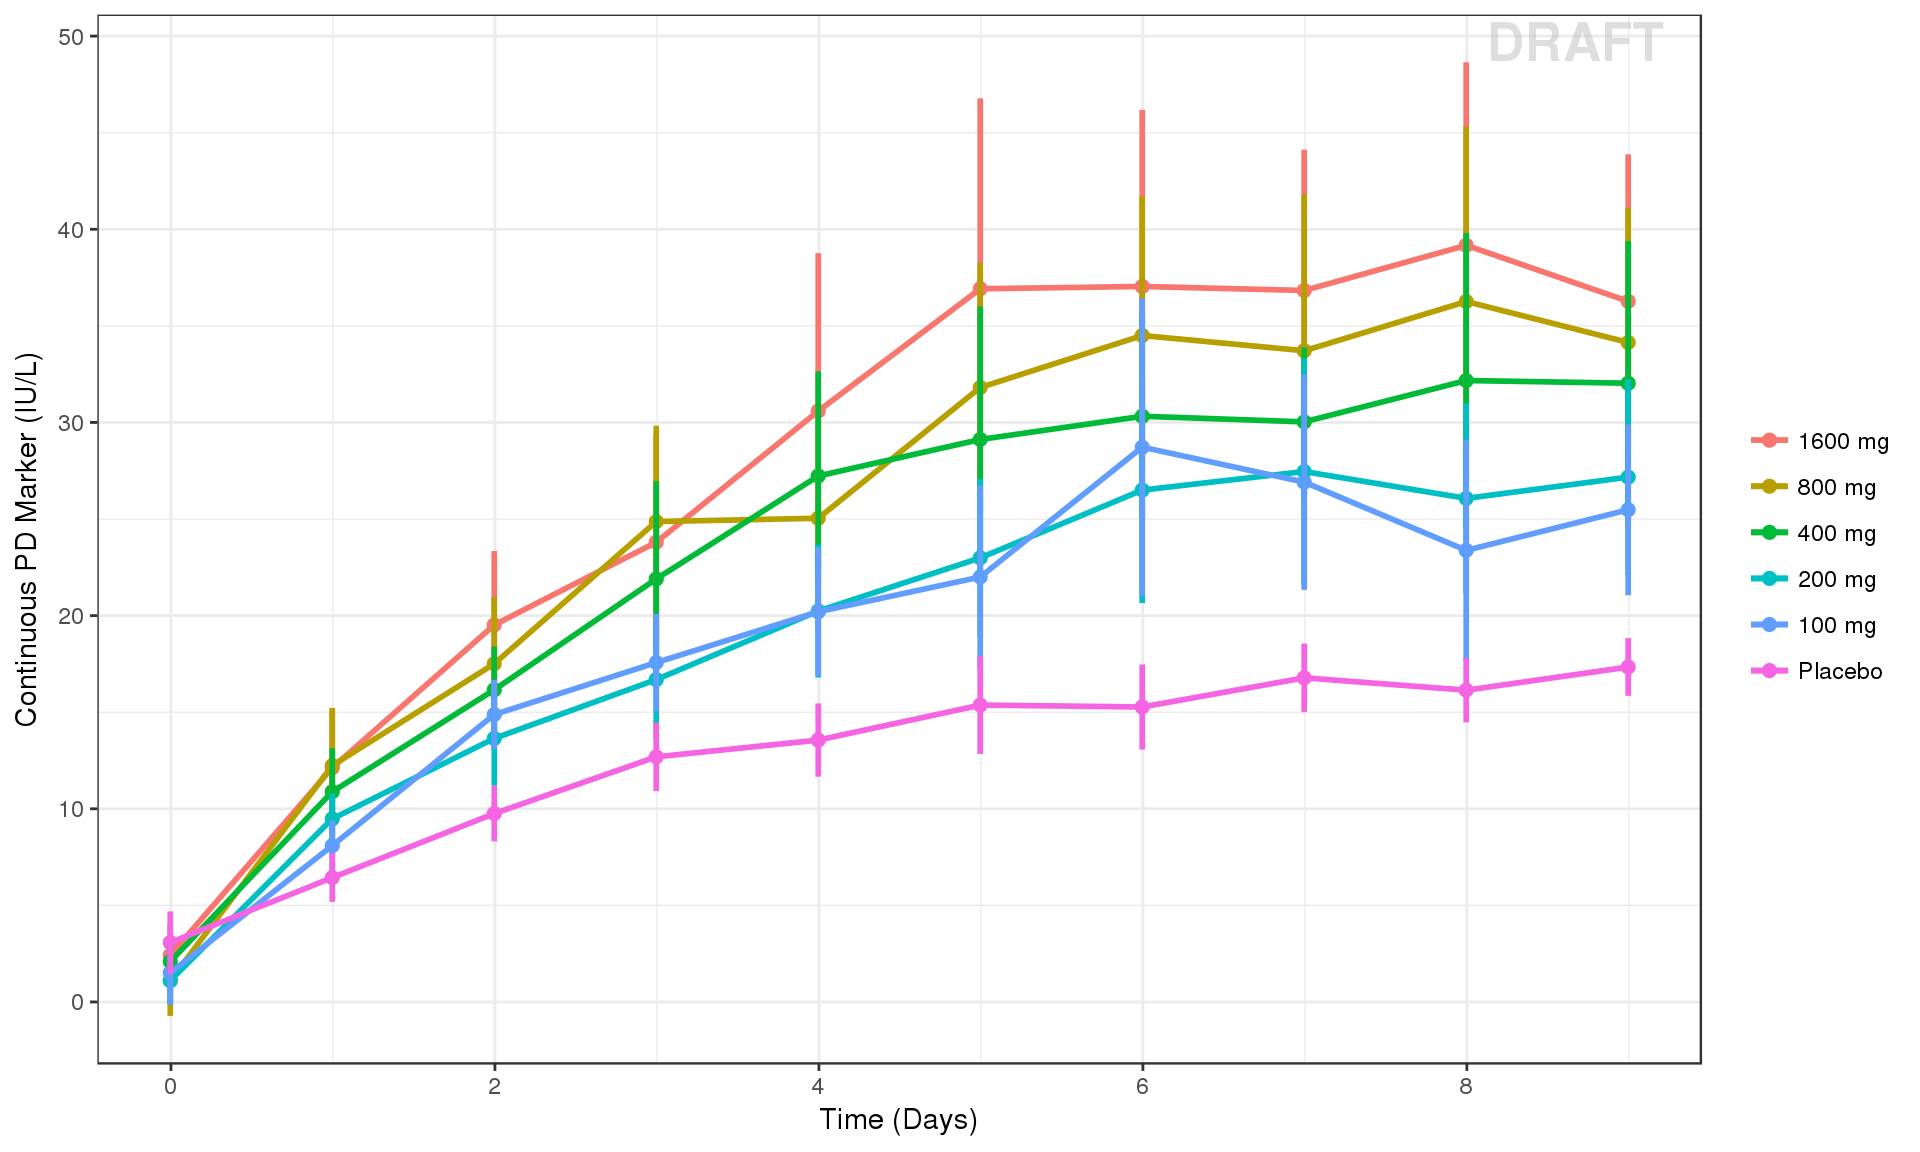 DRAFT
50
40
30
20
10
0
Continuous PD Marker (IU/L)
0 2 4 6 8
Time (Days)
1600 mg
800 mg
400 mg
200 mg
100 mg
Placebo